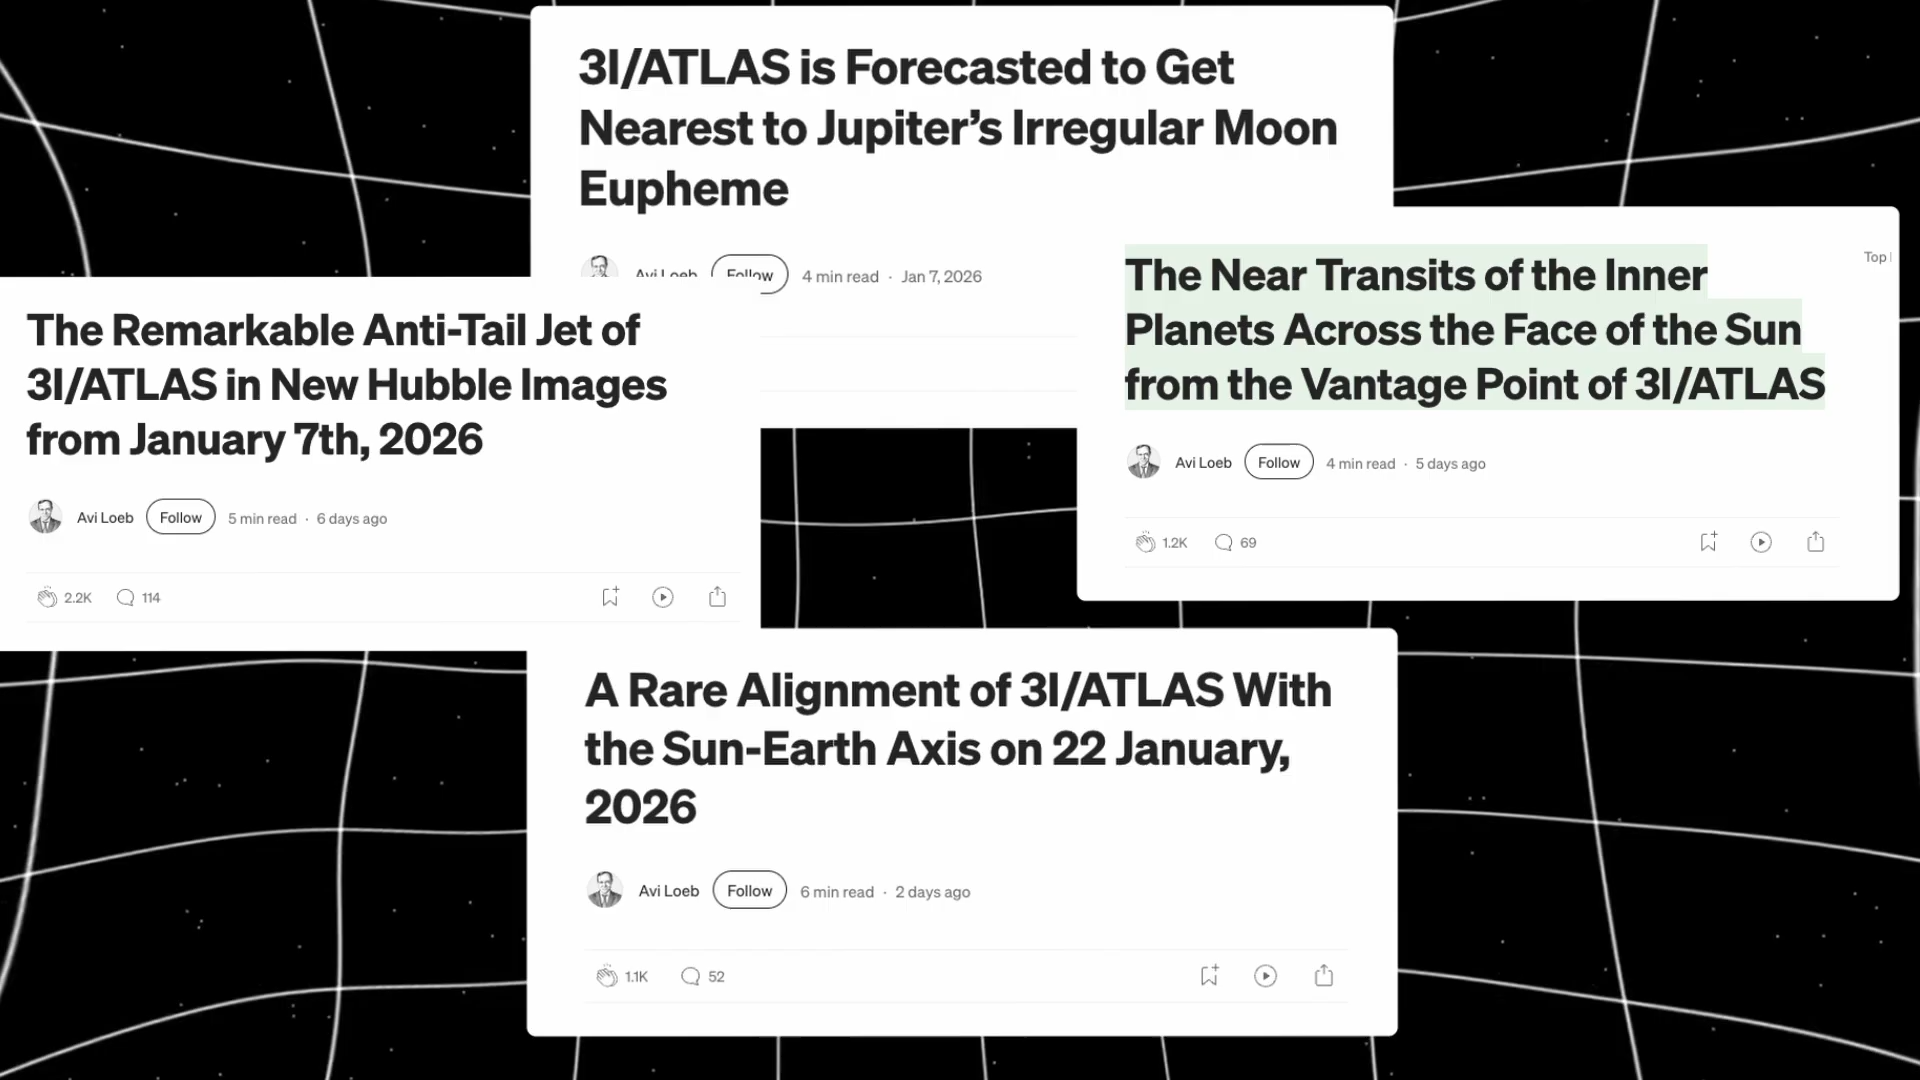 3I/ATLAS is Forecasted to Get
Nearest to Jupiter’s Irregular Moon
Eupheme
Avi Loeb Follow 4 min read · Jan 7, 2026
The Near Transits of the Inner
Planets Across the Face of the Sun
from the Vantage Point of 3I/ATLAS
Top
Avi Loeb Follow 4 min read · 5 days ago
1.2K 69
The Remarkable Anti-Tail Jet of
3I/ATLAS in New Hubble Images
from January 7th, 2026
Avi Loeb Follow 5 min read · 6 days ago
2.2K 114
A Rare Alignment of 3I/ATLAS With
the Sun-Earth Axis on 22 January,
2026
Avi Loeb Follow 6 min read · 2 days ago
1.1K 52